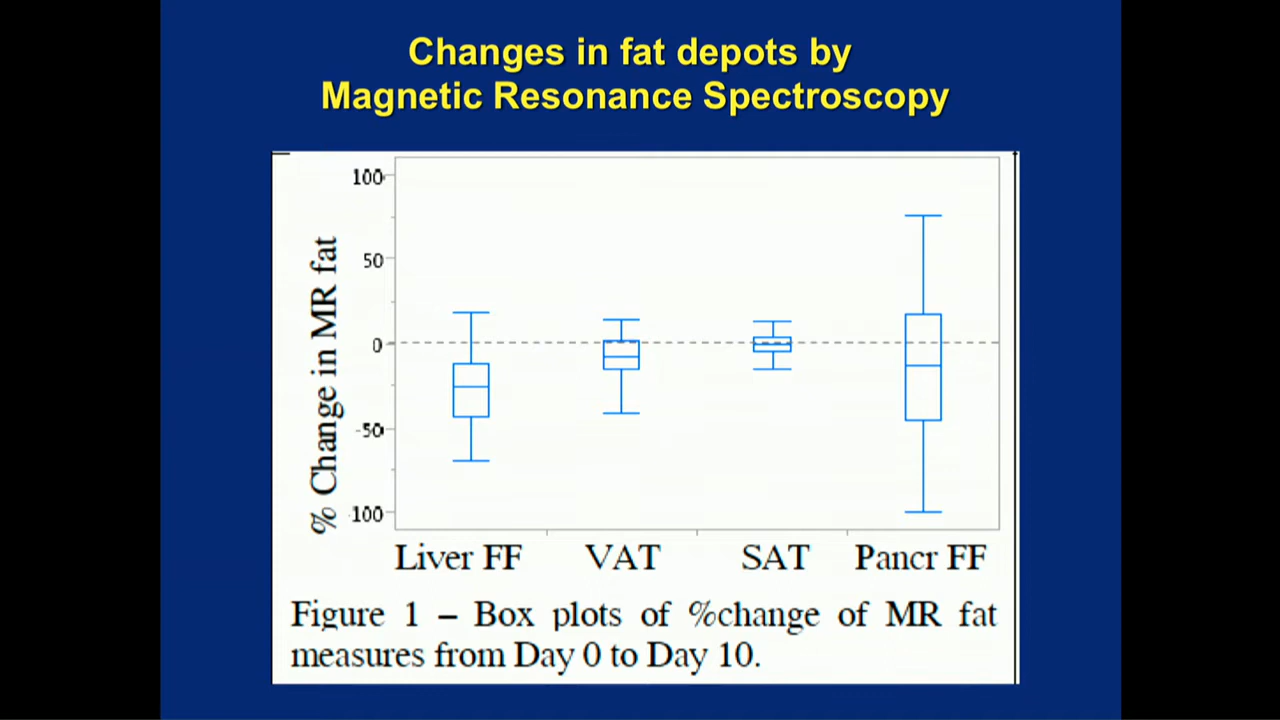 Changes in fat depots by
Magnetic Resonance Spectroscopy
% Change in MR fat
100
50
0
-50
100
Liver FF
VAT
SAT
Pancr FF
Figure 1 – Box plots of %change of MR fat
measures from Day 0 to Day 10.